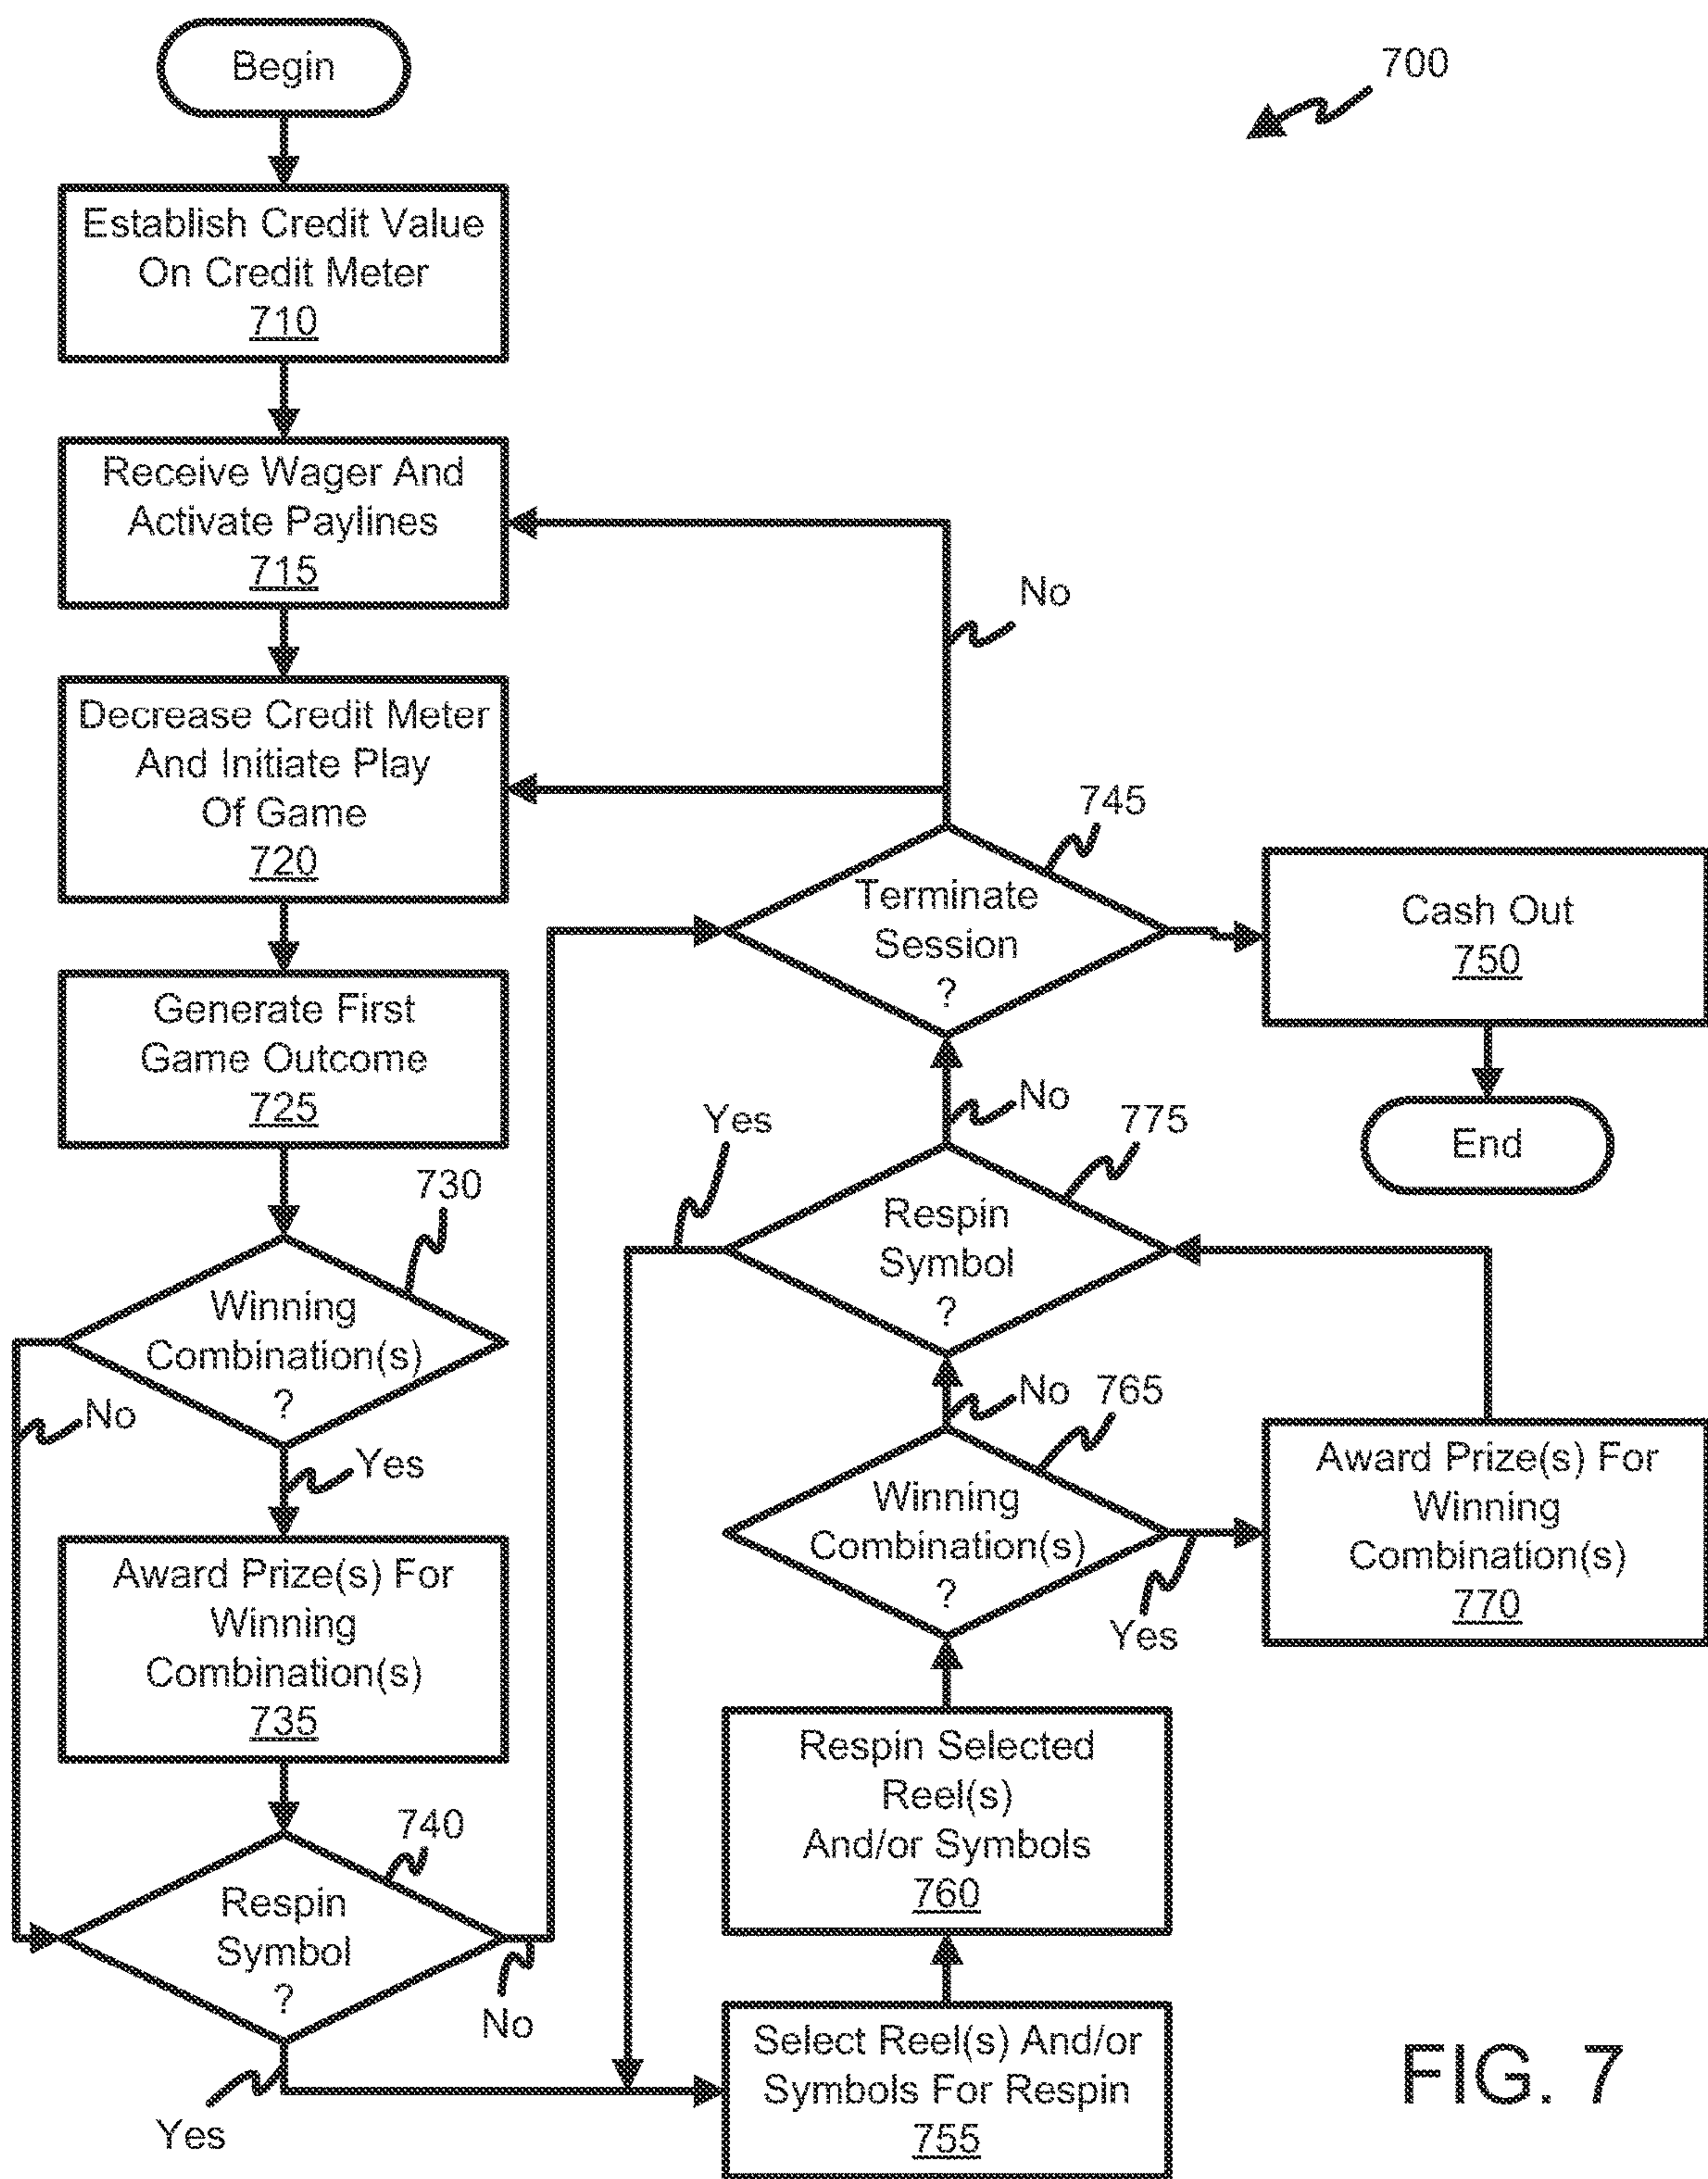 Begin
700
Establish Credit Value
On Credit Meter
710
Receive Wager And
Activate Paylines
715
No
Decrease Credit Meter
And Initiate Play
Of Game
720
745
Terminate
Session
?
Cash Out
750
Generate First
Game Outcome
725
End
No
775
Yes
Respin
Symbol
?
730
Winning
Combination(s)
?
No
Yes
No
765
Winning
Combination(s)
?
Yes
Award Prize(s) For
Winning
Combination(s)
770
Award Prize(s) For
Winning
Combination(s)
735
740
Respin
Symbol
?
No
Yes
Respin Selected
Reel(s)
And/or Symbols
760
Select Reel(s) And/or
Symbols For Respin
755
FIG. 7